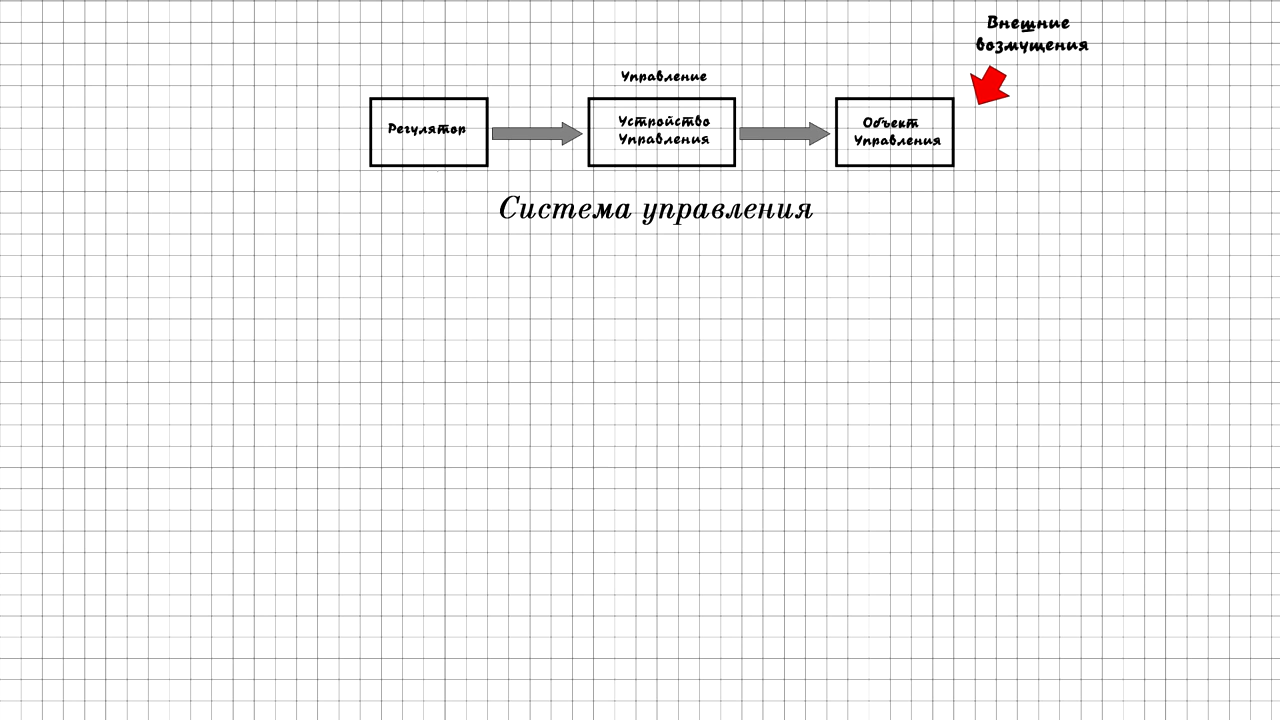 Внешние
возмущения
Управление
Регулятор
Устройство
Управления
Объект
Управления
Система управления